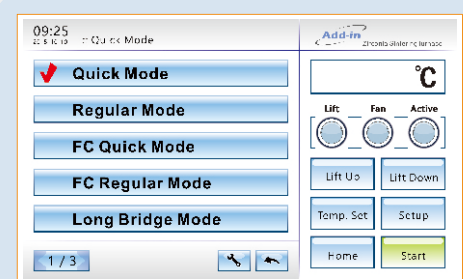 09:25
Quick Mode
Add-in
Zirconia Sintering furnace
Quick Mode
Regular Mode
FC Quick Mode
FC Regular Mode
Long Bridge Mode
1 / 3
°C
Lift Fan Active
Lift Up Lift Down
Temp. Set Setup
Home Start